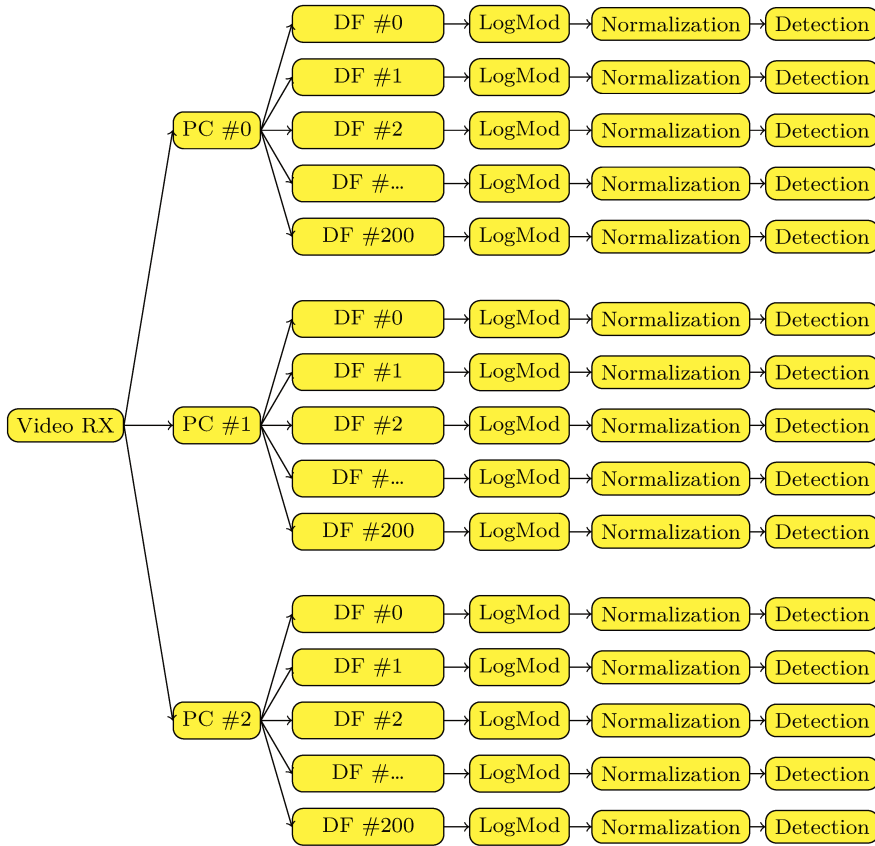 DF #0 LogMod Normalization Detection
DF #1 LogMod Normalization Detection
PC #0 DF #2 LogMod Normalization Detection
DF #... LogMod Normalization Detection
DF #200 LogMod Normalization Detection
DF #0 LogMod Normalization Detection
DF #1 LogMod Normalization Detection
Video RX PC #1 DF #2 LogMod Normalization Detection
DF #... LogMod Normalization Detection
DF #200 LogMod Normalization Detection
DF #0 LogMod Normalization Detection
DF #1 LogMod Normalization Detection
PC #2 DF #2 LogMod Normalization Detection
DF #... LogMod Normalization Detection
DF #200 LogMod Normalization Detection